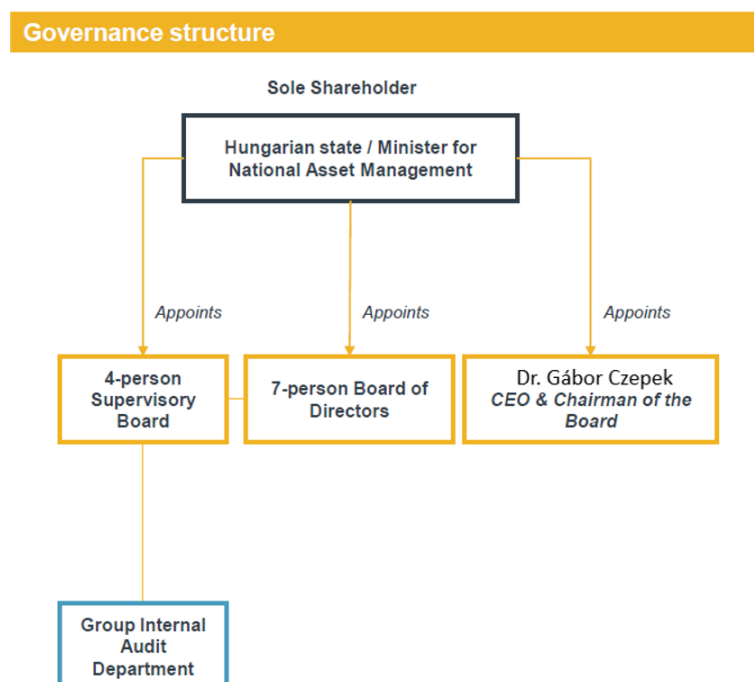 Governance structure
Sole Shareholder
Hungarian state / Minister for
National Asset Management
Appoints
Appoints
Appoints
4-person
Supervisory
Board
7-person Board of
Directors
Dr. Gábor Czepek
CEO & Chairman of the
Board
Group Internal
Audit
Department